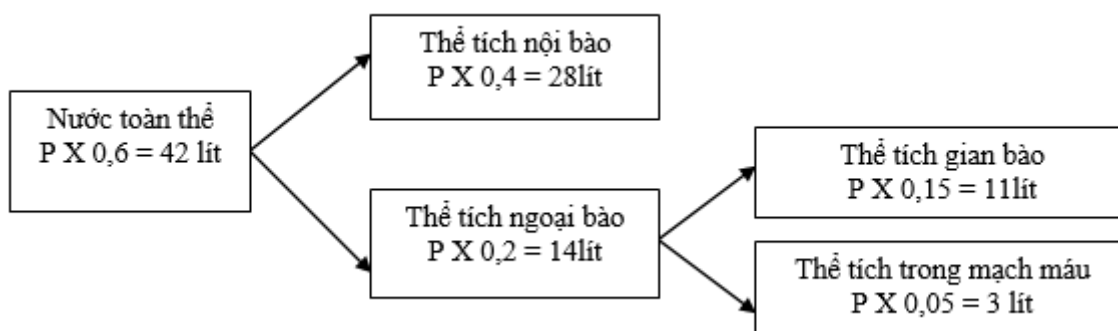 Nước toàn thể
P X 0,6 = 42 lít
Thể tích nội bào
P X 0,4 = 28lít
Thể tích ngoại bào
P X 0,2 = 14lít
Thể tích gian bào
P X 0,15 = 11lít
Thể tích trong mạch máu
P X 0,05 = 3 lít